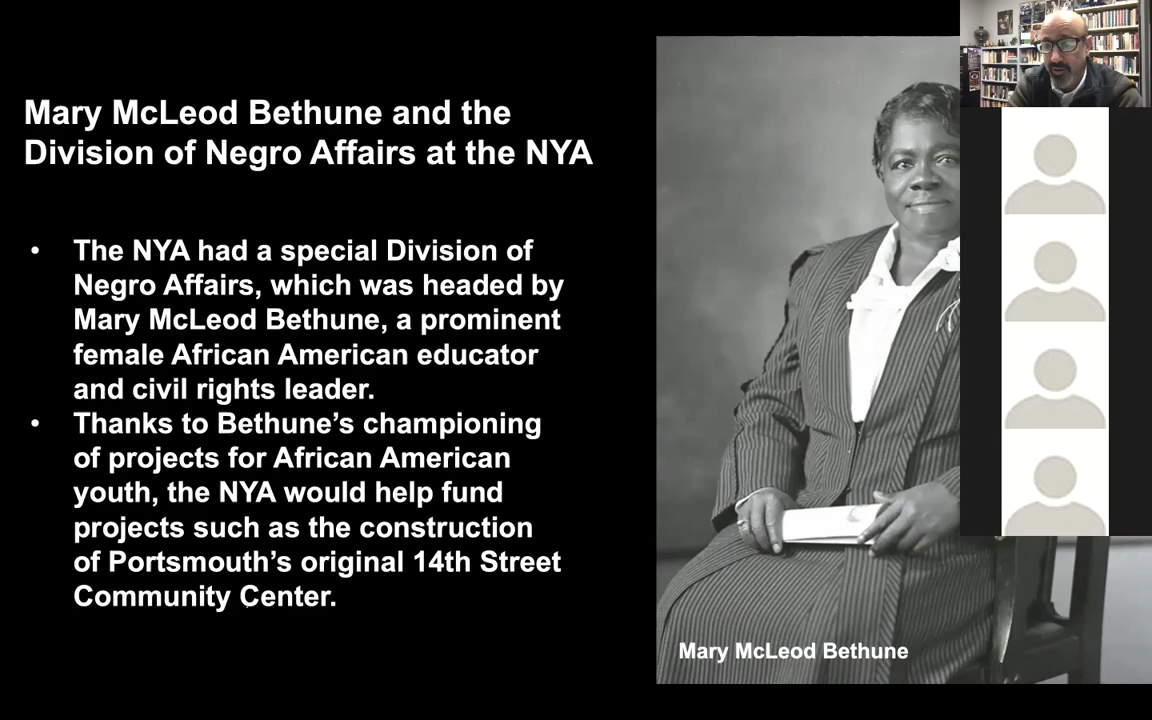 Mary McLeod Bethune and the
Division of Negro Affairs at the NYA
• The NYA had a special Division of
Negro Affairs, which was headed by
Mary McLeod Bethune, a prominent
female African American educator
and civil rights leader.
• Thanks to Bethune’s championing
of projects for African American
youth, the NYA would help fund
projects such as the construction
of Portsmouth’s original 14th Street
Community Center.
Mary McLeod Bethune